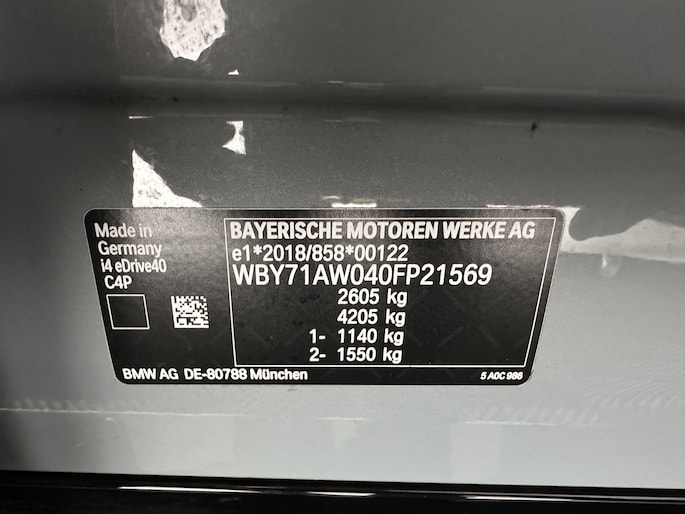 Made in
Germany
i4 eDrive40
C4P
BAYERISCHE MOTOREN WERKE AG
e1*2018/858*00122
WBY71AW040FP21569
2605 kg
4205 kg
1- 1140 kg
2- 1550 kg
BMW AG DE-80788 München
5 A0C 986